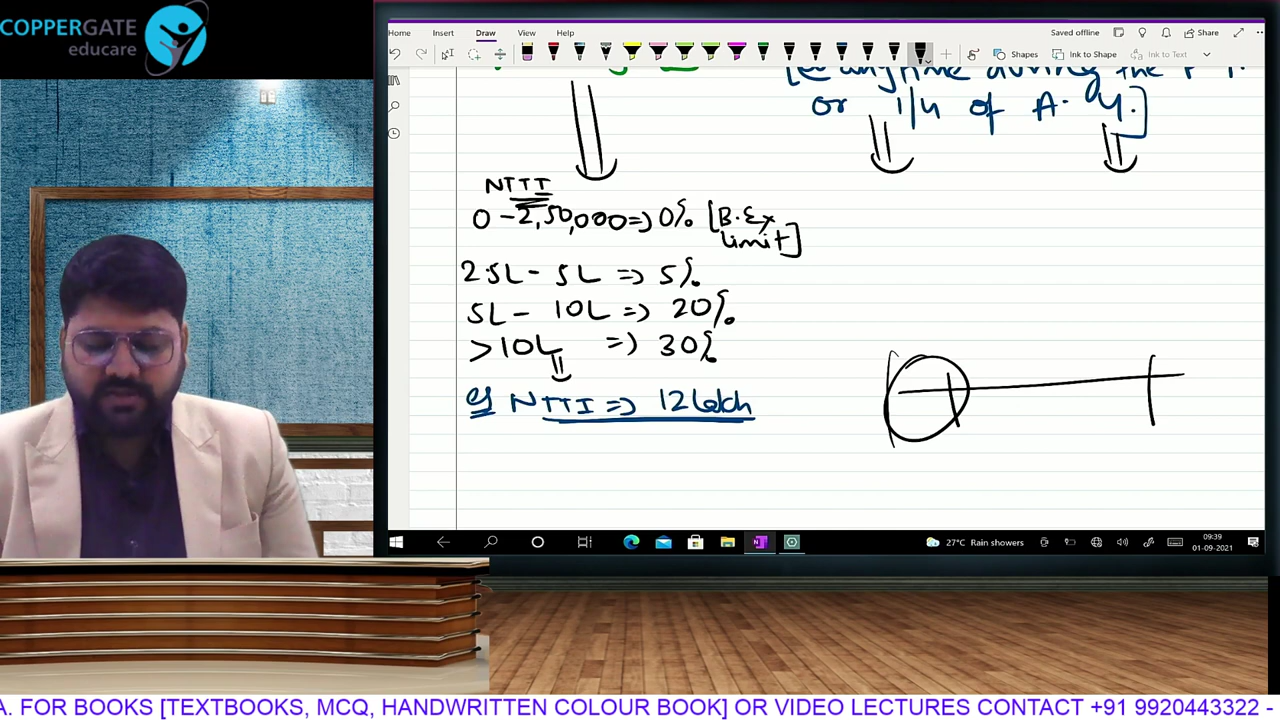 COPPERGATE
educare
Home Insert Draw View Help
Saved offline
Share
Shapes
Ink to Shape
Ink to Text
during the
or 1/4 of A. Y.]
NTTI
0 - 2,50,000 => 0% [B. Ex
limit]
2.5L - 5L => 5%
5L - 10L => 20%
>10L => 30%
eg NTTI => 12 Lakh
27°C Rain showers
09:39
01-09-2021
A. FOR BOOKS [TEXTBOOKS, MCQ, HANDWRITTEN COLOUR BOOK] OR VIDEO LECTURES CONTACT +91 9920443322 -